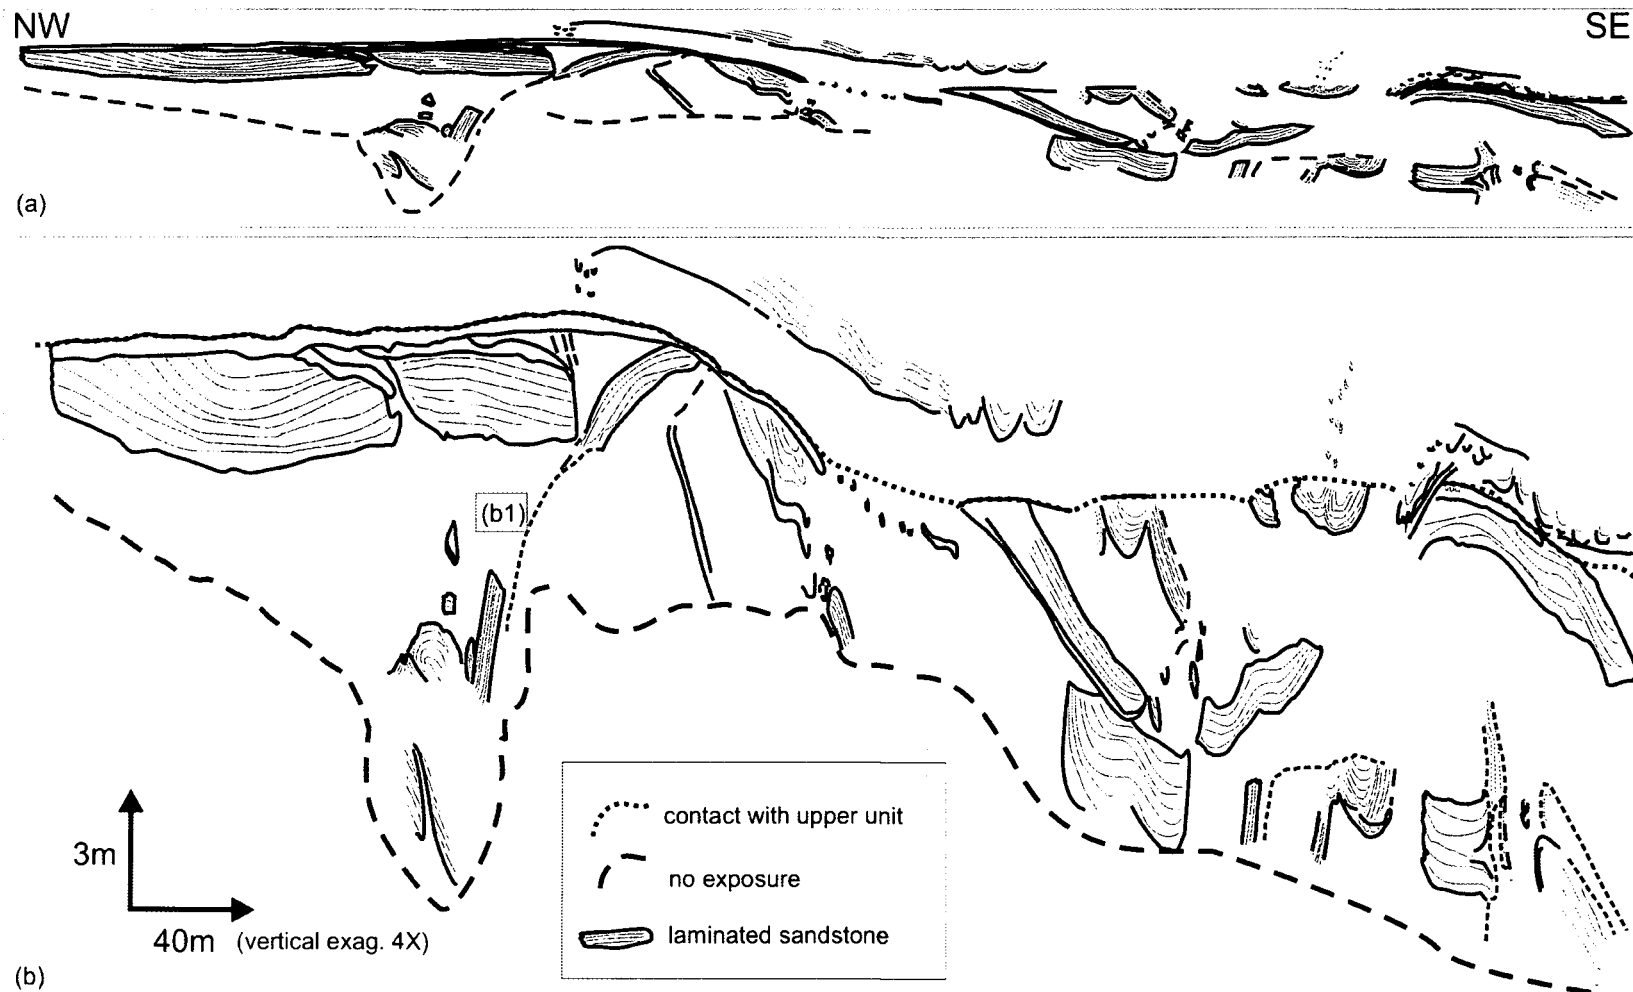 NW
SE
(a)
(b1)
contact with upper unit
no exposure
laminated sandstone
3m
40m (vertical exag. 4X)
(b)